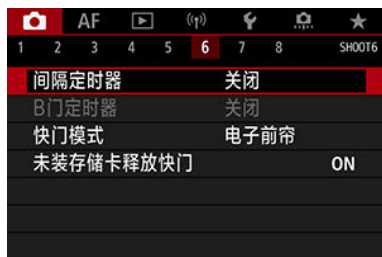 AF
1 2 3 4 5 6 7 8 SHOOT6
间隔定时器 关闭
B门定时器 关闭
快门模式 电子前帘
未装存储卡释放快门 ON